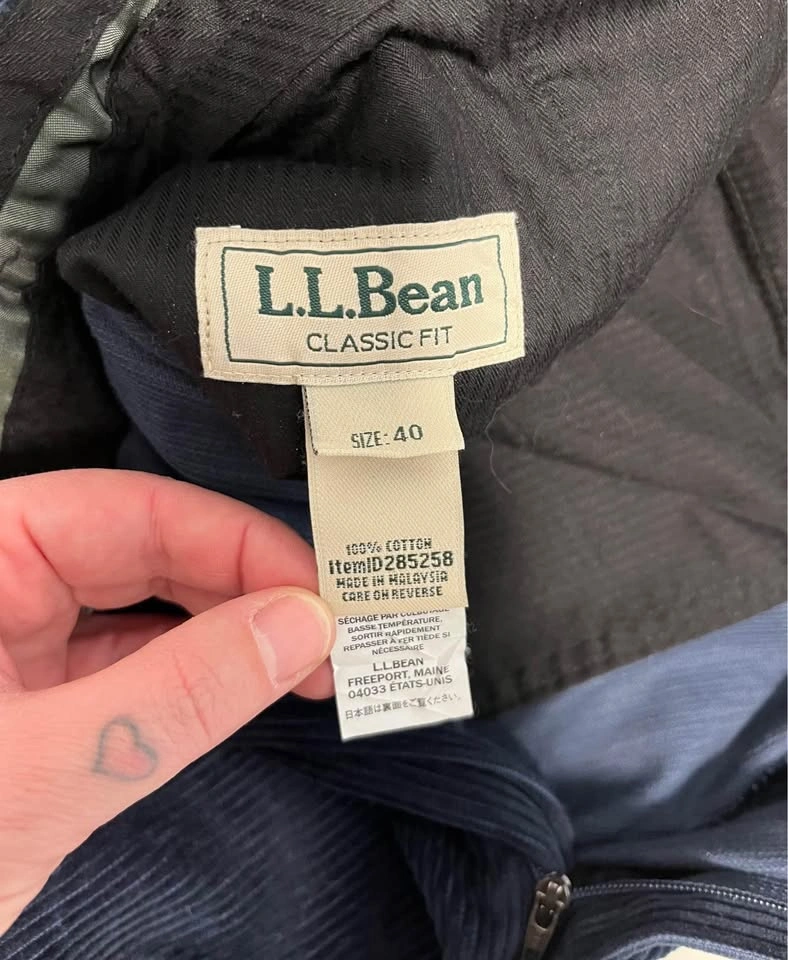 L.L.Bean
CLASSIC FIT
SIZE: 40
100% COTTON
ItemID285258
MADE IN MALAYSIA
CARE ON REVERSE
SÉCHAGE PAR CULBUTAGE
BASSE TEMPÉRATURE,
SORTIR RAPIDEMENT
REPASSER À FER TIÈDE SI
NÉCESSAIRE
L.L.BEAN
FREEPORT, MAINE
04033 ÉTATS-UNIS
日本語は裏面をご覧ください。